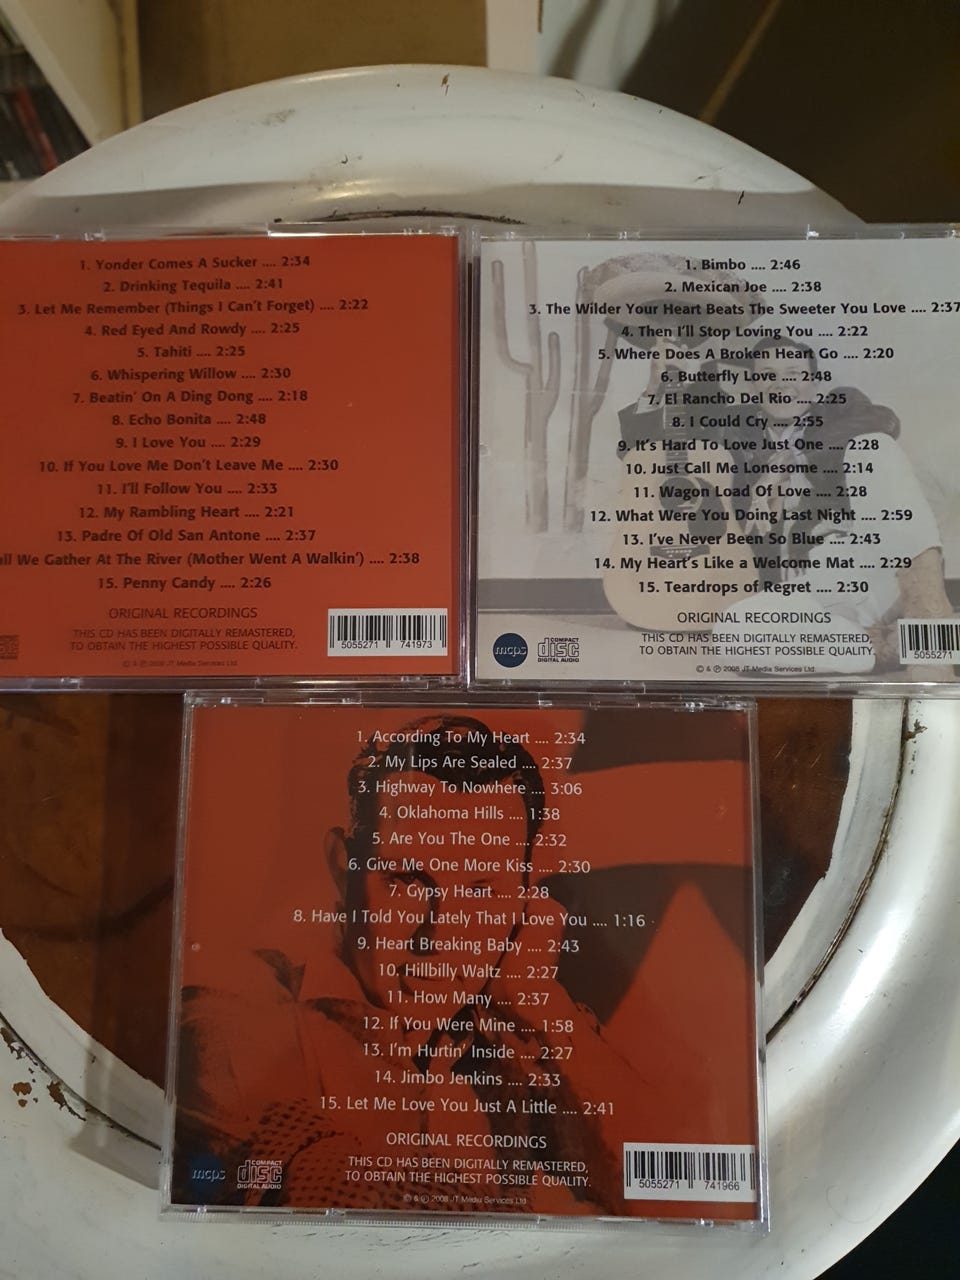 1. Yonder Comes A Sucker .... 2:34
2. Drinking Tequila .... 2:41
3. Let Me Remember (Things I Can't Forget) .... 2:22
4. Red Eyed And Rowdy .... 2:25
5. Tahiti .... 2:25
6. Whispering Willow .... 2:30
7. Beatin' On A Ding Dong .... 2:18
8. Echo Bonita .... 2:48
9. I Love You .... 2:29
10. If You Love Me Don't Leave Me .... 2:30
11. I'll Follow You .... 2:33
12. My Rambling Heart .... 2:21
13. Padre Of Old San Antone .... 2:37
all We Gather At The River (Mother Went A Walkin') .... 2:38
15. Penny Candy .... 2:26
ORIGINAL RECORDINGS
THIS CD HAS BEEN DIGITALLY REMASTERED,
TO OBTAIN THE HIGHEST POSSIBLE QUALITY.
© & ℗ 2008 JT Media Services Ltd.
5055271 741973
1. Bimbo .... 2:46
2. Mexican Joe .... 2:38
3. The Wilder Your Heart Beats The Sweeter You Love .... 2:37
4. Then I'll Stop Loving You .... 2:22
5. Where Does A Broken Heart Go .... 2:20
6. Butterfly Love .... 2:48
7. El Rancho Del Rio .... 2:25
8. I Could Cry .... 2:55
9. It's Hard To Love Just One .... 2:28
10. Just Call Me Lonesome .... 2:14
11. Wagon Load Of Love .... 2:28
12. What Were You Doing Last Night .... 2:59
13. I've Never Been So Blue .... 2:43
14. My Heart's Like a Welcome Mat .... 2:29
15. Teardrops of Regret .... 2:30
ORIGINAL RECORDINGS
THIS CD HAS BEEN DIGITALLY REMASTERED,
TO OBTAIN THE HIGHEST POSSIBLE QUALITY.
© & ℗ 2008 JT Media Services Ltd.
mcps
COMPACT
disc
DIGITAL AUDIO
5055271
1. According To My Heart .... 2:34
2. My Lips Are Sealed .... 2:37
3. Highway To Nowhere .... 3:06
4. Oklahoma Hills .... 1:38
5. Are You The One .... 2:32
6. Give Me One More Kiss .... 2:30
7. Gypsy Heart .... 2:28
8. Have I Told You Lately That I Love You .... 1:16
9. Heart Breaking Baby .... 2:43
10. Hillbilly Waltz .... 2:27
11. How Many .... 2:37
12. If You Were Mine .... 1:58
13. I'm Hurtin' Inside .... 2:27
14. Jimbo Jenkins .... 2:33
15. Let Me Love You Just A Little .... 2:41
ORIGINAL RECORDINGS
THIS CD HAS BEEN DIGITALLY REMASTERED,
TO OBTAIN THE HIGHEST POSSIBLE QUALITY.
© & ℗ 2008 JT Media Services Ltd
mcps
COMPACT
disc
DIGITAL AUDIO
5055271 741966